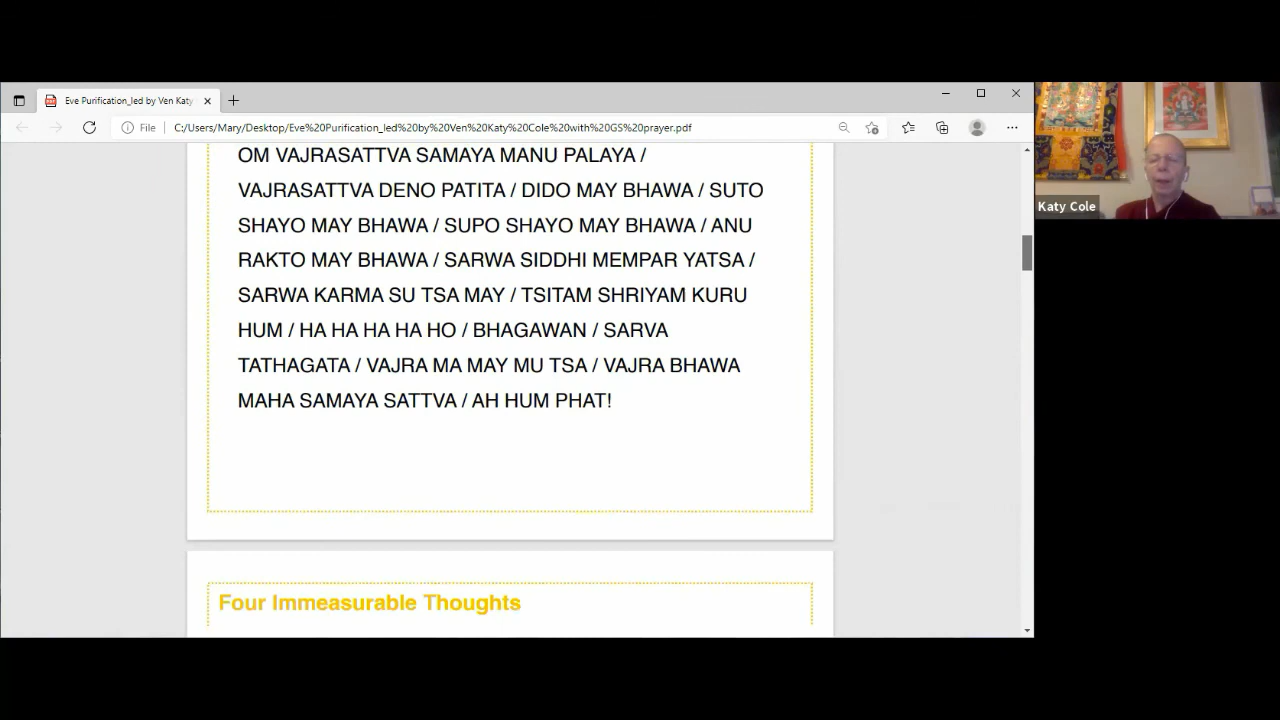 Eve Purification_led by Ven Katy
File
C:/Users/Mary/Desktop/Eve%20Purification_led%20by%20Ven%20Katy%20Cole%20with%20GS%20prayer.pdf
OM VAJRASATTVA SAMAYA MANU PALAYA /
VAJRASATTVA DENO PATITA / DIDO MAY BHAWA / SUTO
SHAYO MAY BHAWA / SUPO SHAYO MAY BHAWA / ANU
RAKTO MAY BHAWA / SARWA SIDDHI MEMPAR YATSA /
SARWA KARMA SU TSA MAY / TSITAM SHRIYAM KURU
HUM / HA HA HA HA HO / BHAGAWAN / SARVA
TATHAGATA / VAJRA MA MAY MU TSA / VAJRA BHAWA
MAHA SAMAYA SATTVA / AH HUM PHAT!
Four Immeasurable Thoughts
Katy Cole